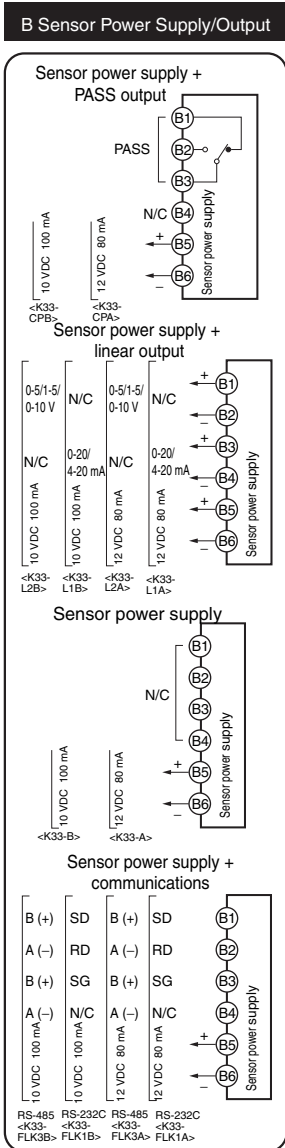 B Sensor Power Supply/Output
Sensor power supply +
PASS output
PASS
B1
B2
B3
N/C B4
+ B5
− B6
Sensor power supply
10 VDC 100 mA
12 VDC 80 mA
<K33-
CPB>
<K33-
CPA>
Sensor power supply +
linear output
0-5/1-5/
0-10 V
N/C
10 VDC 100 mA
N/C
0-20/
4-20 mA
10 VDC 100 mA
0-5/1-5/
0-10 V
N/C
12 VDC 80 mA
N/C
0-20/
4-20 mA
12 VDC 80 mA
+ B1
− B2
+ B3
− B4
+ B5
− B6
Sensor power supply
<K33-
L2B>
<K33-
L1B>
<K33-
L2A>
<K33-
L1A>
Sensor power supply
N/C
B1
B2
B3
B4
+ B5
− B6
Sensor power supply
10 VDC 100 mA
12 VDC 80 mA
<K33-B>
<K33-A>
Sensor power supply +
communications
B (+) SD B (+) SD B1
A (−) RD A (−) RD B2
B (+) SG B (+) SG B3
A (−) N/C A (−) N/C B4
+ B5
− B6
10 VDC 100 mA
10 VDC 100 mA
12 VDC 80 mA
12 VDC 80 mA
Sensor power supply
RS-485
<K33-
FLK3B>
RS-232C
<K33-
FLK1B>
RS-485
<K33-
FLK3A>
RS-232C
<K33-
FLK1A>